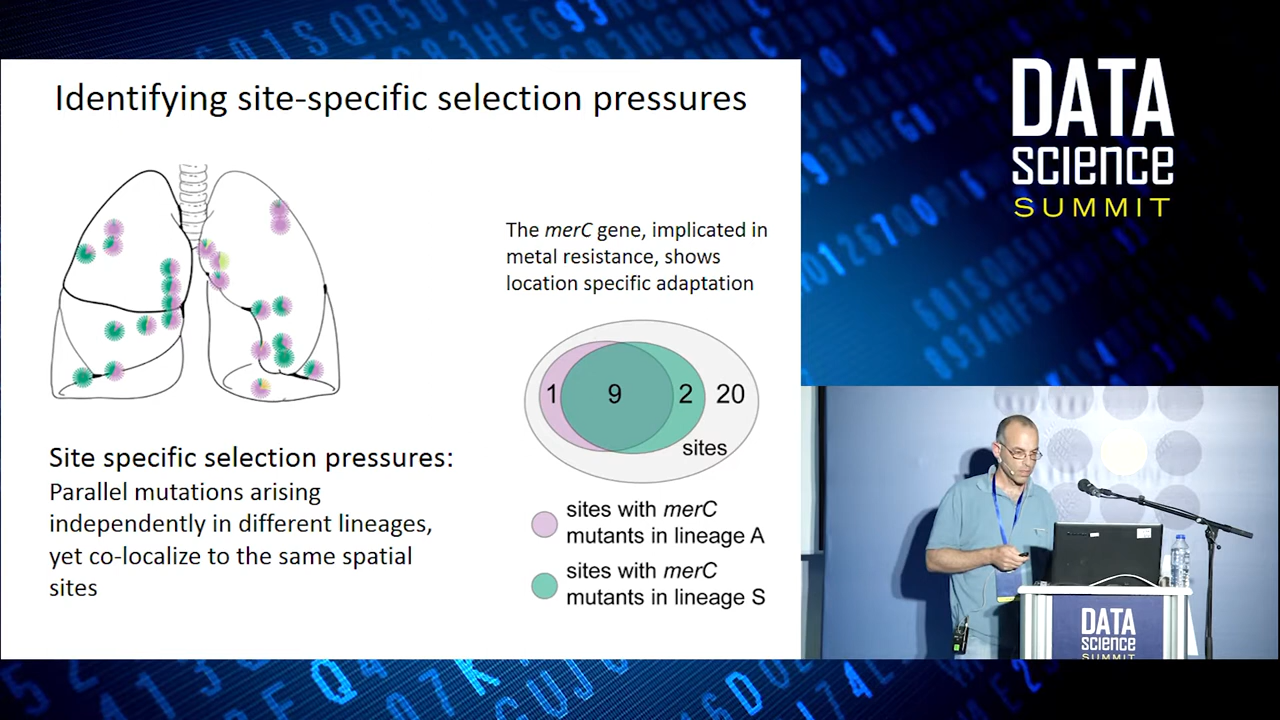 Identifying site-specific selection pressures
The merC gene, implicated in
metal resistance, shows
location specific adaptation
1
9
2
20
sites
Site specific selection pressures:
Parallel mutations arising
independently in different lineages,
yet co-localize to the same spatial
sites
sites with merC
mutants in lineage A
sites with merC
mutants in lineage S
DATA
SCIENCE
SUMMIT
DATA
SCIENCE
SUMMIT